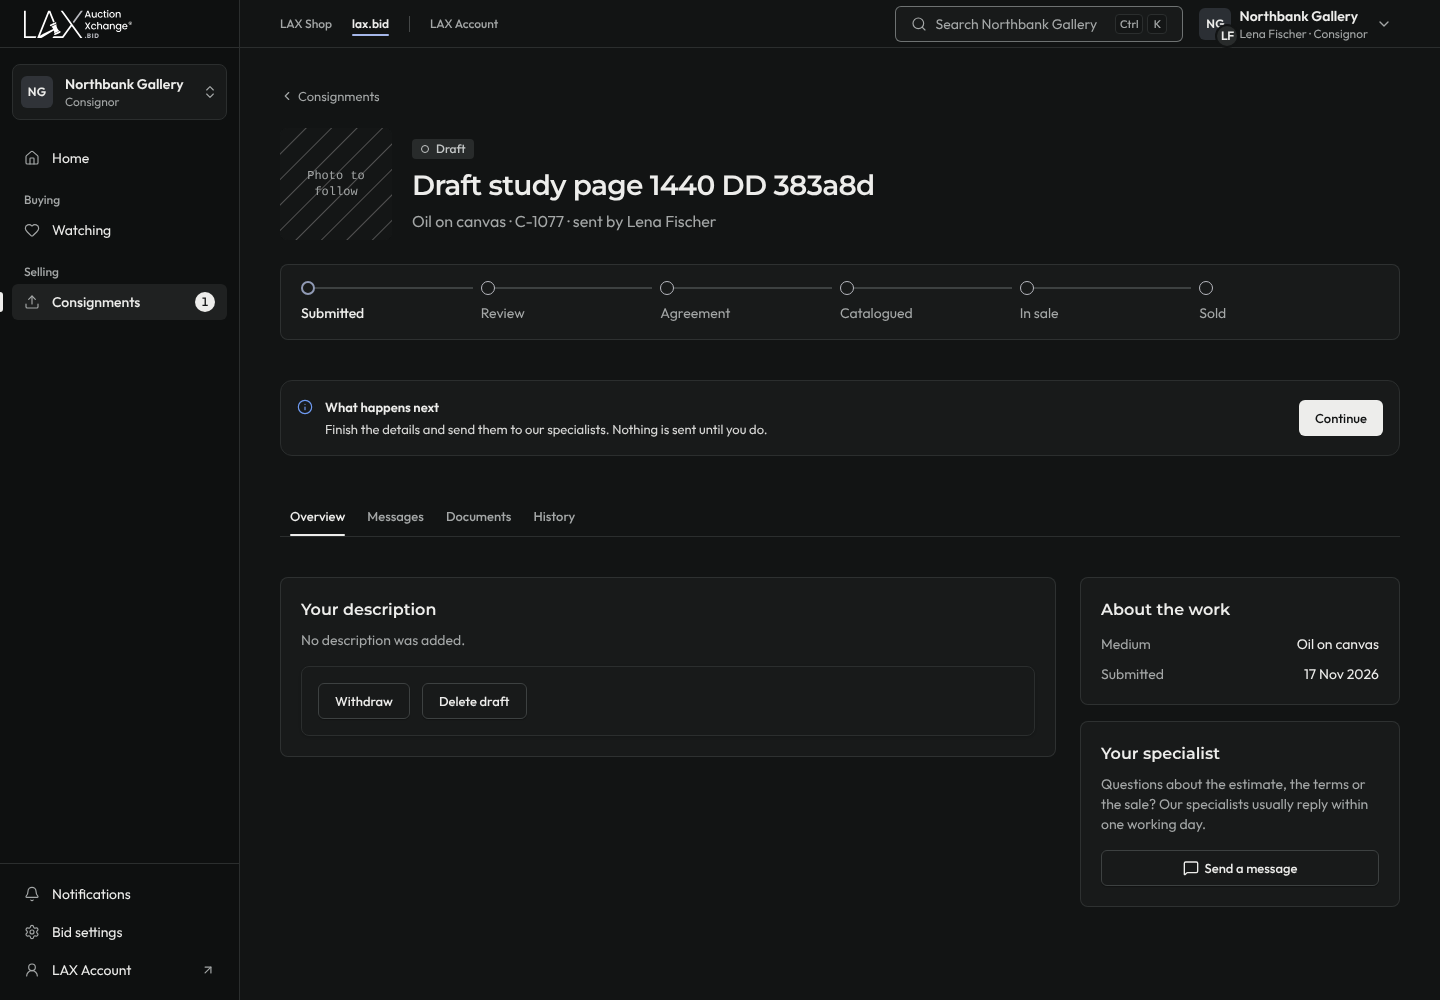 LAX Auction Xchange® .BID
LAX Shop
lax.bid
LAX Account
Search Northbank Gallery
Ctrl
K
NG
LF
Northbank Gallery
Lena Fischer · Consignor
NG
Northbank Gallery
Consignor
Home
Buying
Watching
Selling
Consignments
1
Notifications
Bid settings
LAX Account
Consignments
Photo to
follow
Draft
Draft study page 1440 DD 383a8d
Oil on canvas · C-1077 · sent by Lena Fischer
Submitted
Review
Agreement
Catalogued
In sale
Sold
What happens next
Finish the details and send them to our specialists. Nothing is sent until you do.
Continue
Overview
Messages
Documents
History
Your description
No description was added.
Withdraw
Delete draft
About the work
Medium
Oil on canvas
Submitted
17 Nov 2026
Your specialist
Questions about the estimate, the terms or
the sale? Our specialists usually reply within
one working day.
Send a message